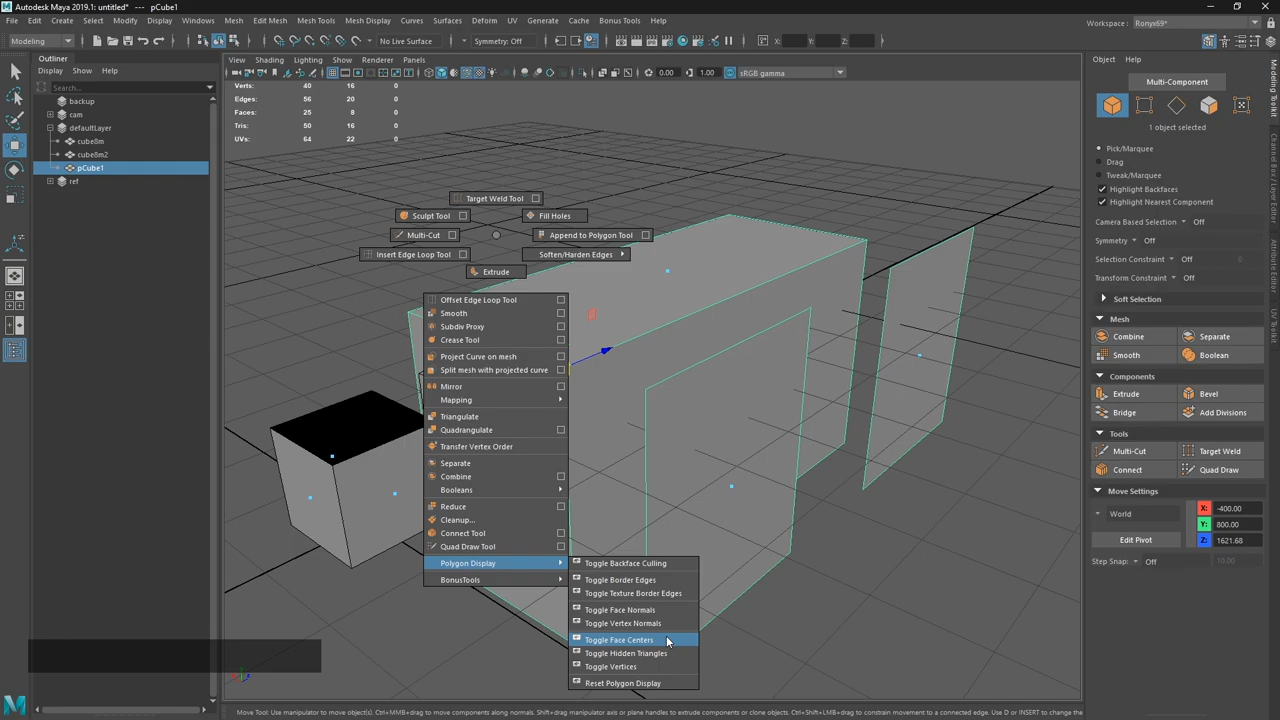 Autodesk Maya 2019.1: untitled*   ---   pCube1
File Edit Create Select Modify Display Windows Mesh Edit Mesh Mesh Tools Mesh Display Curves Surfaces Deform UV Generate Cache Bonus Tools Help
Workspace : Ronyx69*
Modeling
No Live Surface
Symmetry: Off
X:
Y:
Z:
Outliner
Display Show Help
Search...
backup
cam
defaultLayer
cube8m
cube8m2
pCube1
ref
View Shading Lighting Show Renderer Panels
0.00
1.00
sRGB gamma
Verts: 40 16 0
Edges: 56 20 0
Faces: 25 8 0
Tris: 50 16 0
UVs: 64 22 0
Target Weld Tool
Sculpt Tool
Fill Holes
Multi-Cut
Append to Polygon Tool
Insert Edge Loop Tool
Soften/Harden Edges
Extrude
Offset Edge Loop Tool
Smooth
Subdiv Proxy
Crease Tool
Project Curve on mesh
Split mesh with projected curve
Mirror
Mapping
Triangulate
Quadrangulate
Transfer Vertex Order
Separate
Combine
Booleans
Reduce
Cleanup...
Connect Tool
Quad Draw Tool
Polygon Display
BonusTools
Toggle Backface Culling
Toggle Border Edges
Toggle Texture Border Edges
Toggle Face Normals
Toggle Vertex Normals
Toggle Face Centers
Toggle Hidden Triangles
Toggle Vertices
Reset Polygon Display
Object Help
Multi-Component
1 object selected
Pick/Marquee
Drag
Tweak/Marquee
Highlight Backfaces
Highlight Nearest Component
Camera Based Selection Off
Symmetry Off
Selection Constraint Off 0
Transform Constraint Off
Soft Selection
Mesh
Combine Separate
Smooth Boolean
Components
Extrude Bevel
Bridge Add Divisions
Tools
Multi-Cut Target Weld
Connect Quad Draw
Move Settings
World
X: -400.00
Y: 800.00
Edit Pivot
Z: 1621.68
Step Snap: Off 10.00
Modeling Toolkit
Channel Box / Layer Editor
Attribute Editor
UV Toolkit
Move Tool: Use manipulator to move object(s). Ctrl+MMB+drag to move components along normals. Shift+drag manipulator axis or plane handles to extrude components or clone objects. Ctrl+Shift+LMB+drag to constrain movement to a connected edge. Use D or INSERT to change the